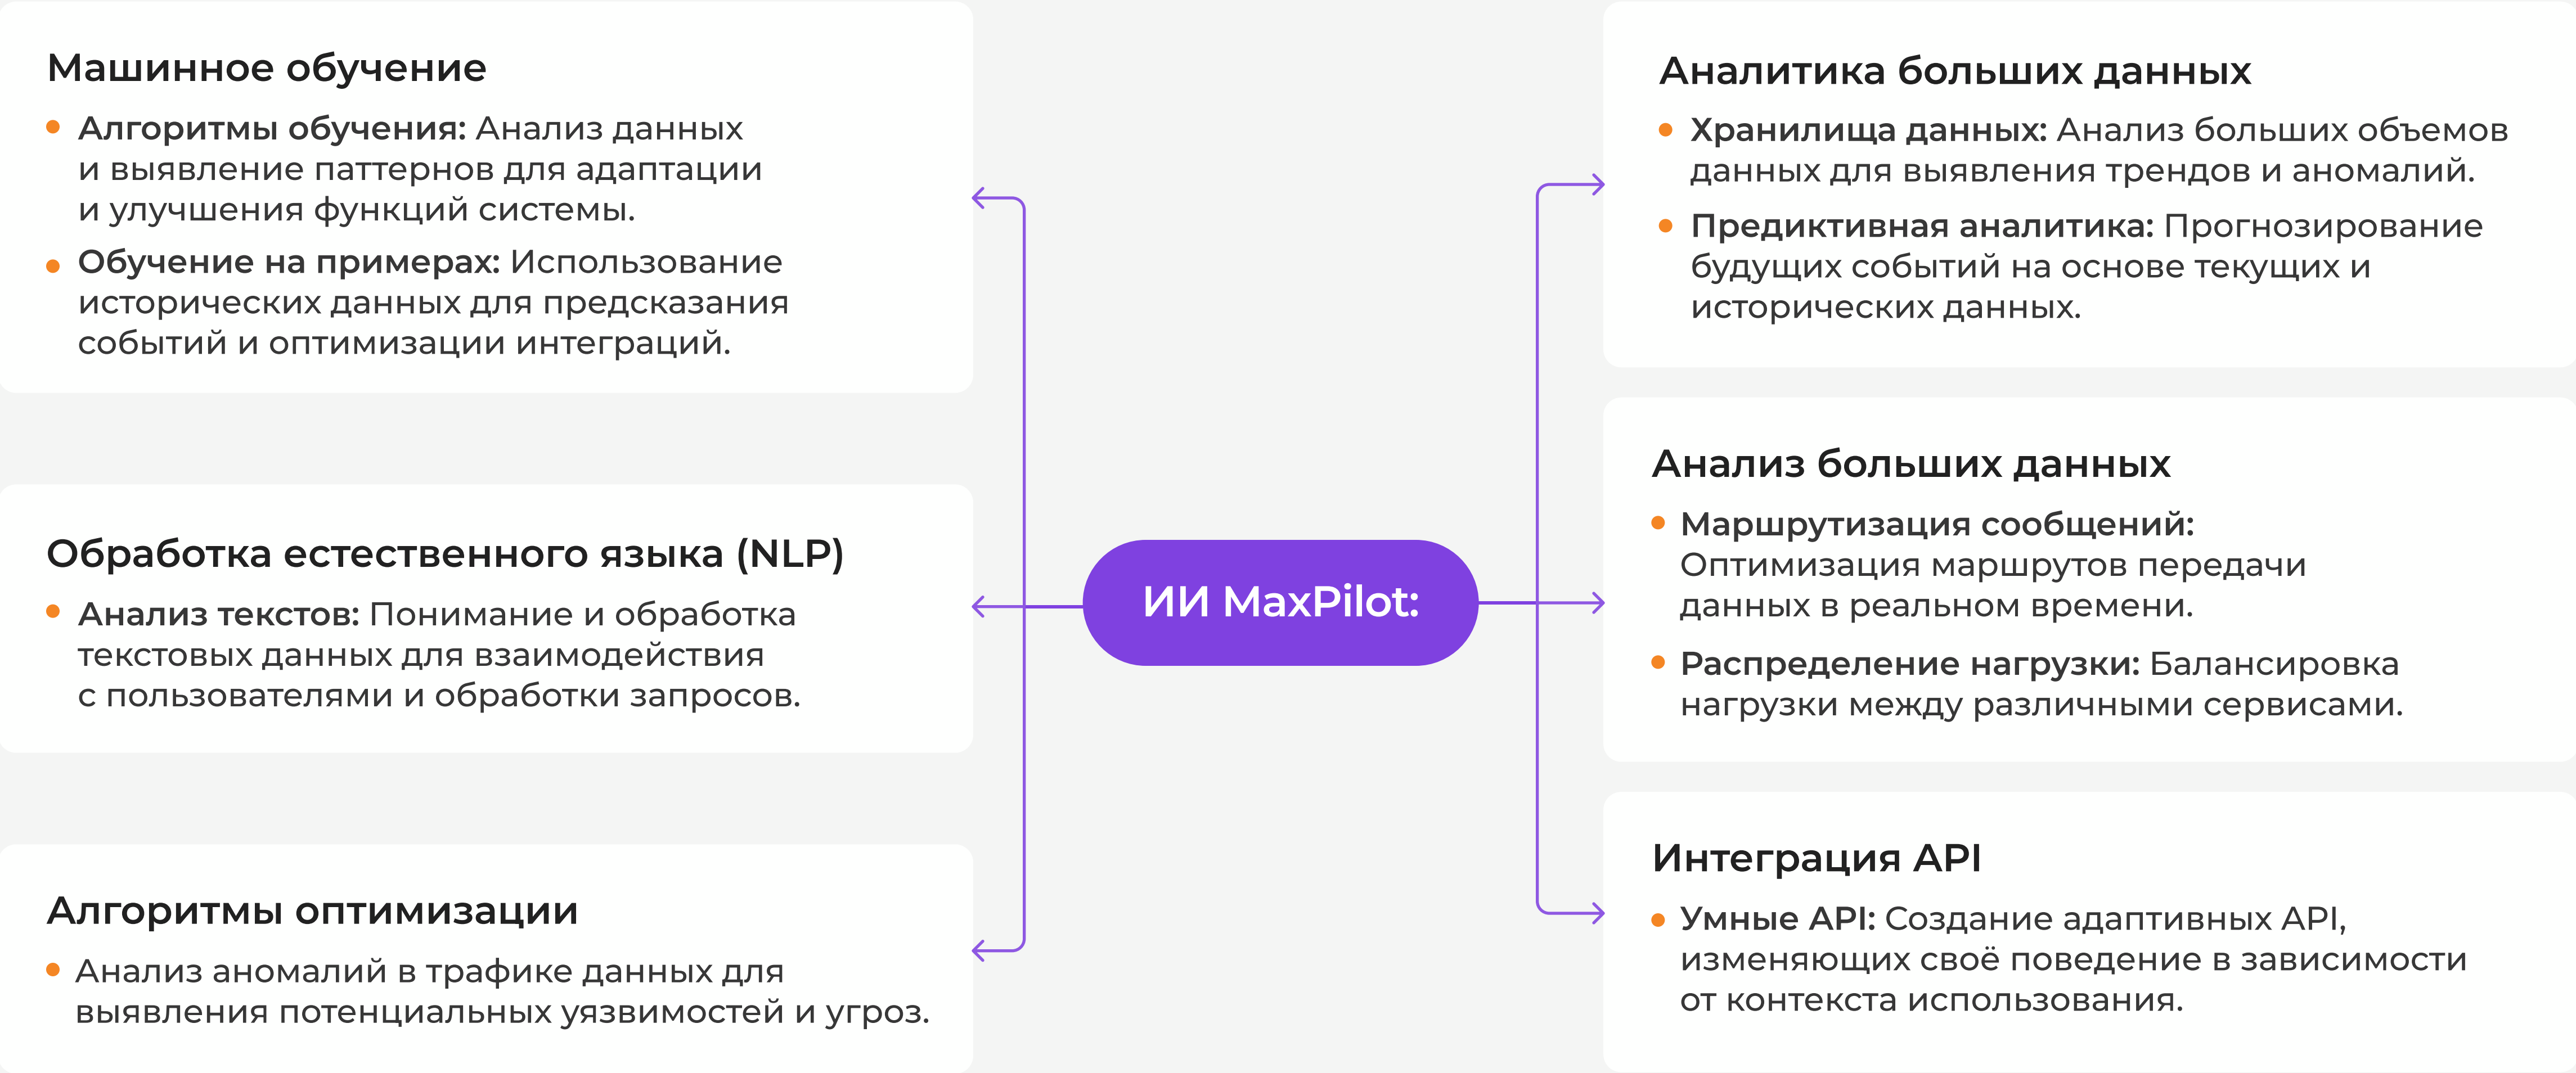 Машинное обучение
Алгоритмы обучения: Анализ данных
и выявление паттернов для адаптации
и улучшения функций системы.
Обучение на примерах: Использование
исторических данных для предсказания
событий и оптимизации интеграций.
Обработка естественного языка (NLP)
Анализ текстов: Понимание и обработка
текстовых данных для взаимодействия
с пользователями и обработки запросов.
Алгоритмы оптимизации
Анализ аномалий в трафике данных для
выявления потенциальных уязвимостей и угроз.
ИИ MaxPilot:
Аналитика больших данных
Хранилища данных: Анализ больших объемов
данных для выявления трендов и аномалий.
Предиктивная аналитика: Прогнозирование
будущих событий на основе текущих и
исторических данных.
Анализ больших данных
Маршрутизация сообщений:
Оптимизация маршрутов передачи
данных в реальном времени.
Распределение нагрузки: Балансировка
нагрузки между различными сервисами.
Интеграция API
Умные API: Создание адаптивных API,
изменяющих своё поведение в зависимости
от контекста использования.